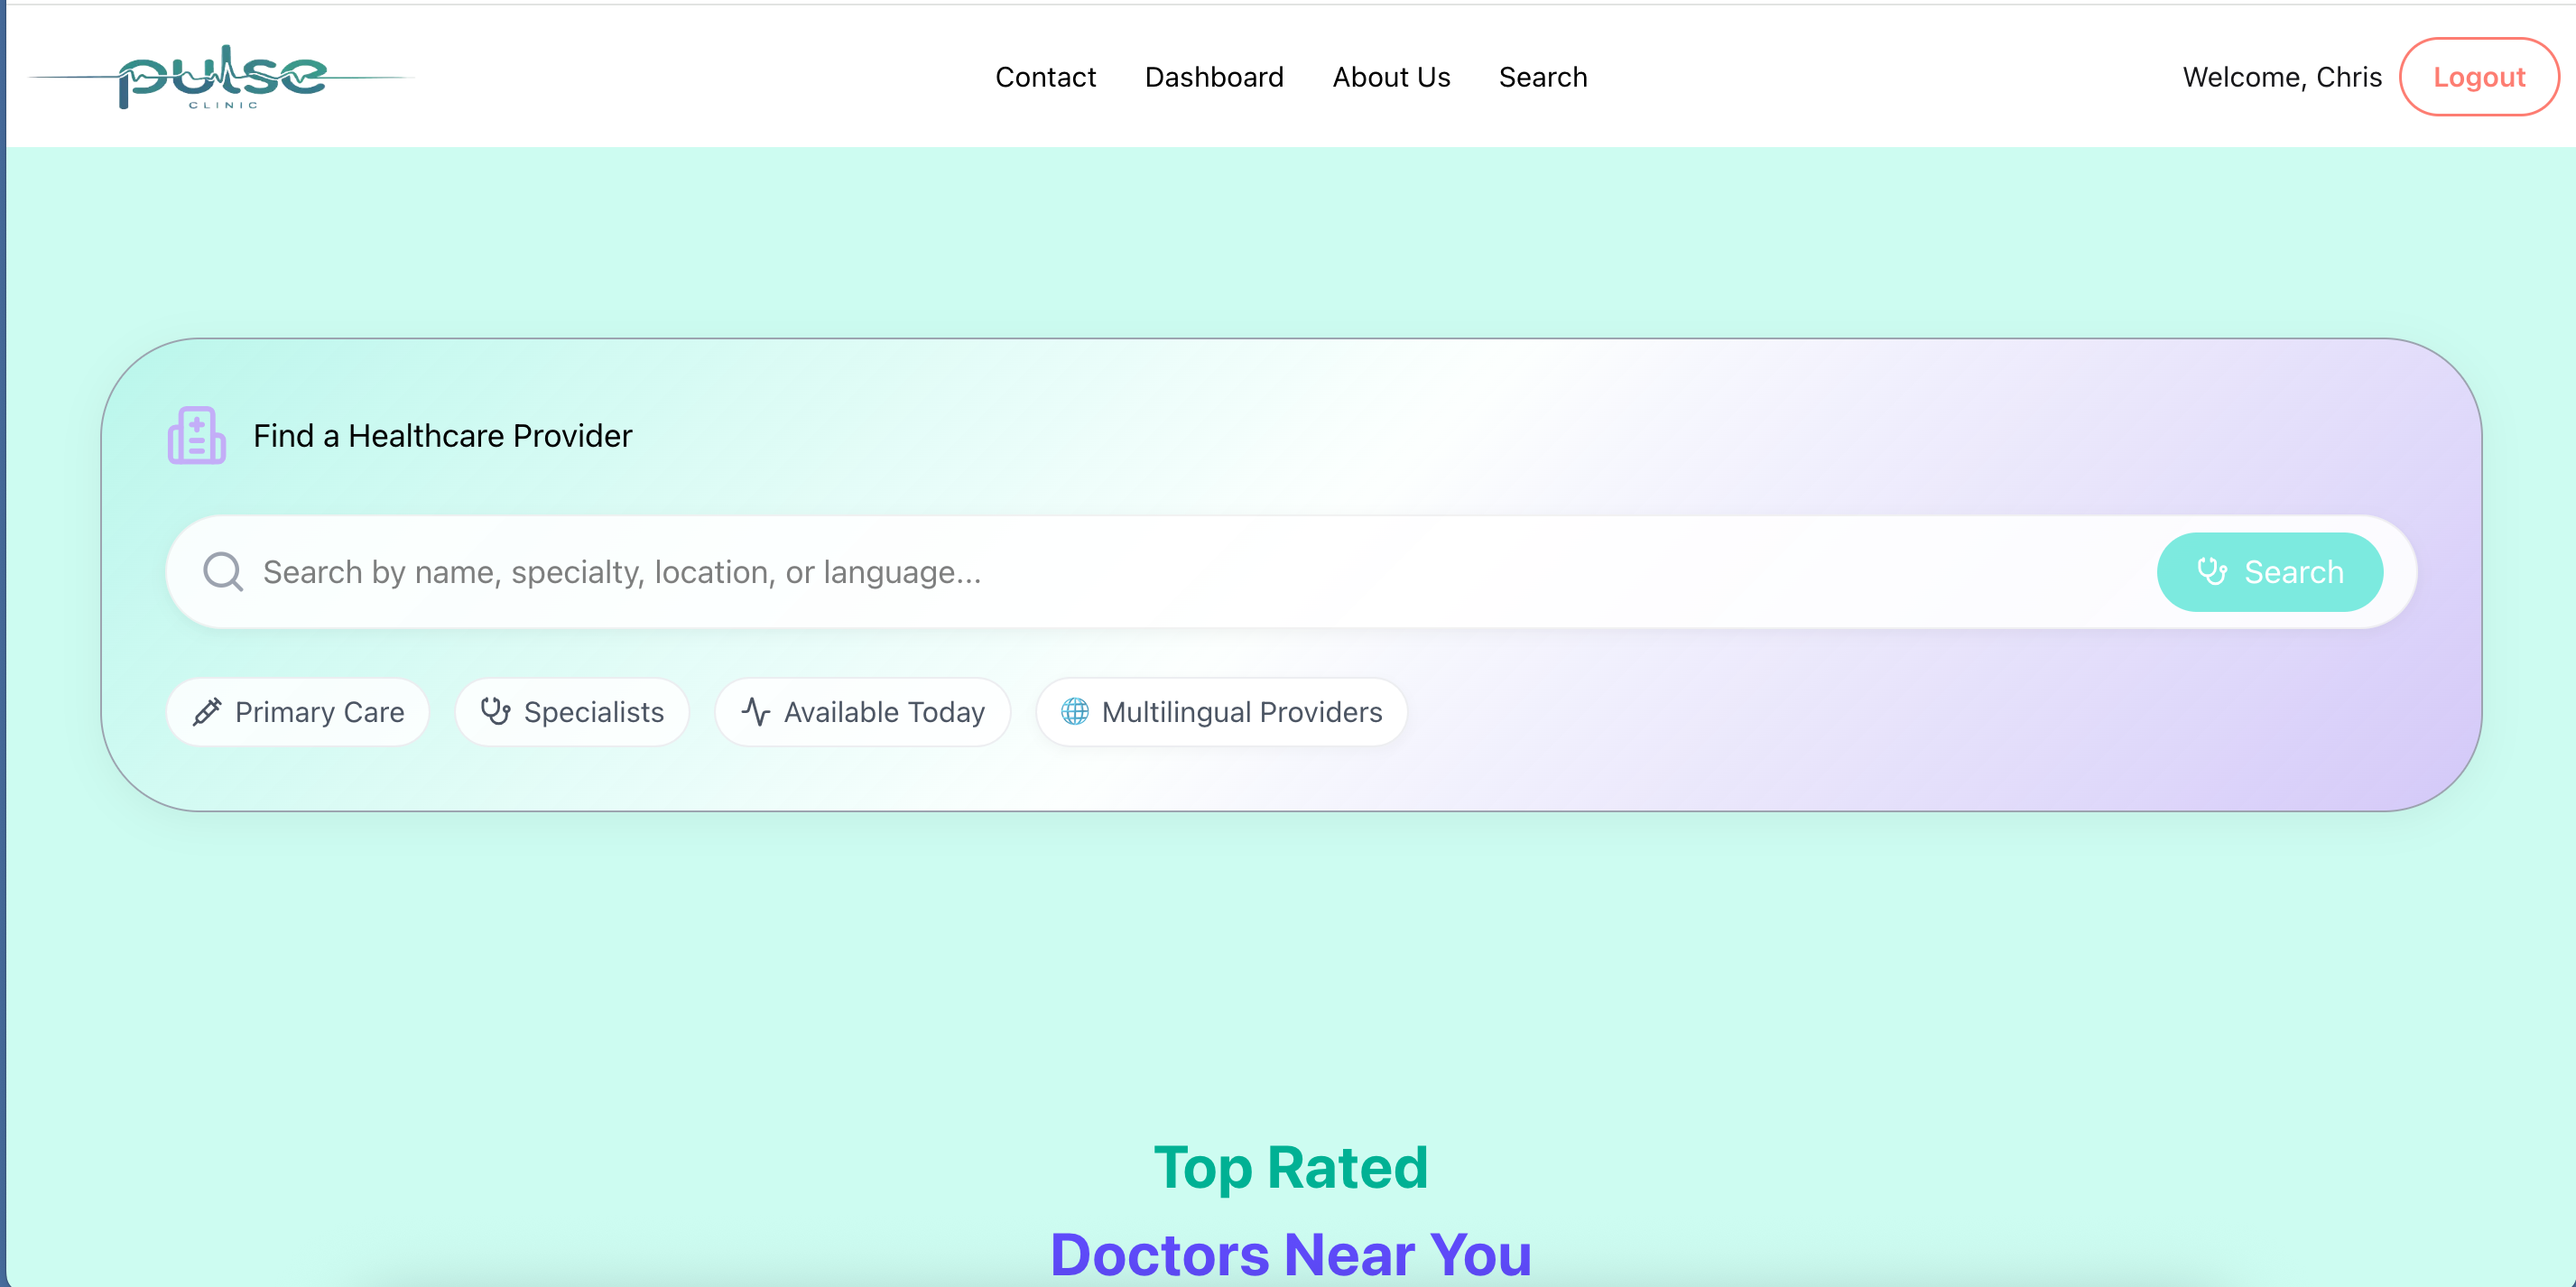 pulse
CLINIC
Contact Dashboard About Us Search
Welcome, Chris Logout
Find a Healthcare Provider
Search by name, specialty, location, or language...
Search
Primary Care Specialists Available Today Multilingual Providers
Top Rated
Doctors Near You